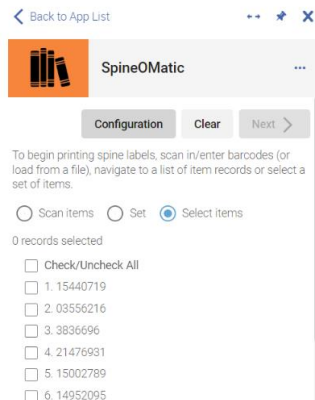 Back to App List
SpineOMatic
Configuration Clear Next
To begin printing spine labels, scan in/enter barcodes (or
load from a file), navigate to a list of item records or select a
set of items.
Scan items Set Select items
0 records selected
Check/Uncheck All
1. 15440719
2. 03556216
3. 3836696
4. 21476931
5. 15002789
6. 14952095